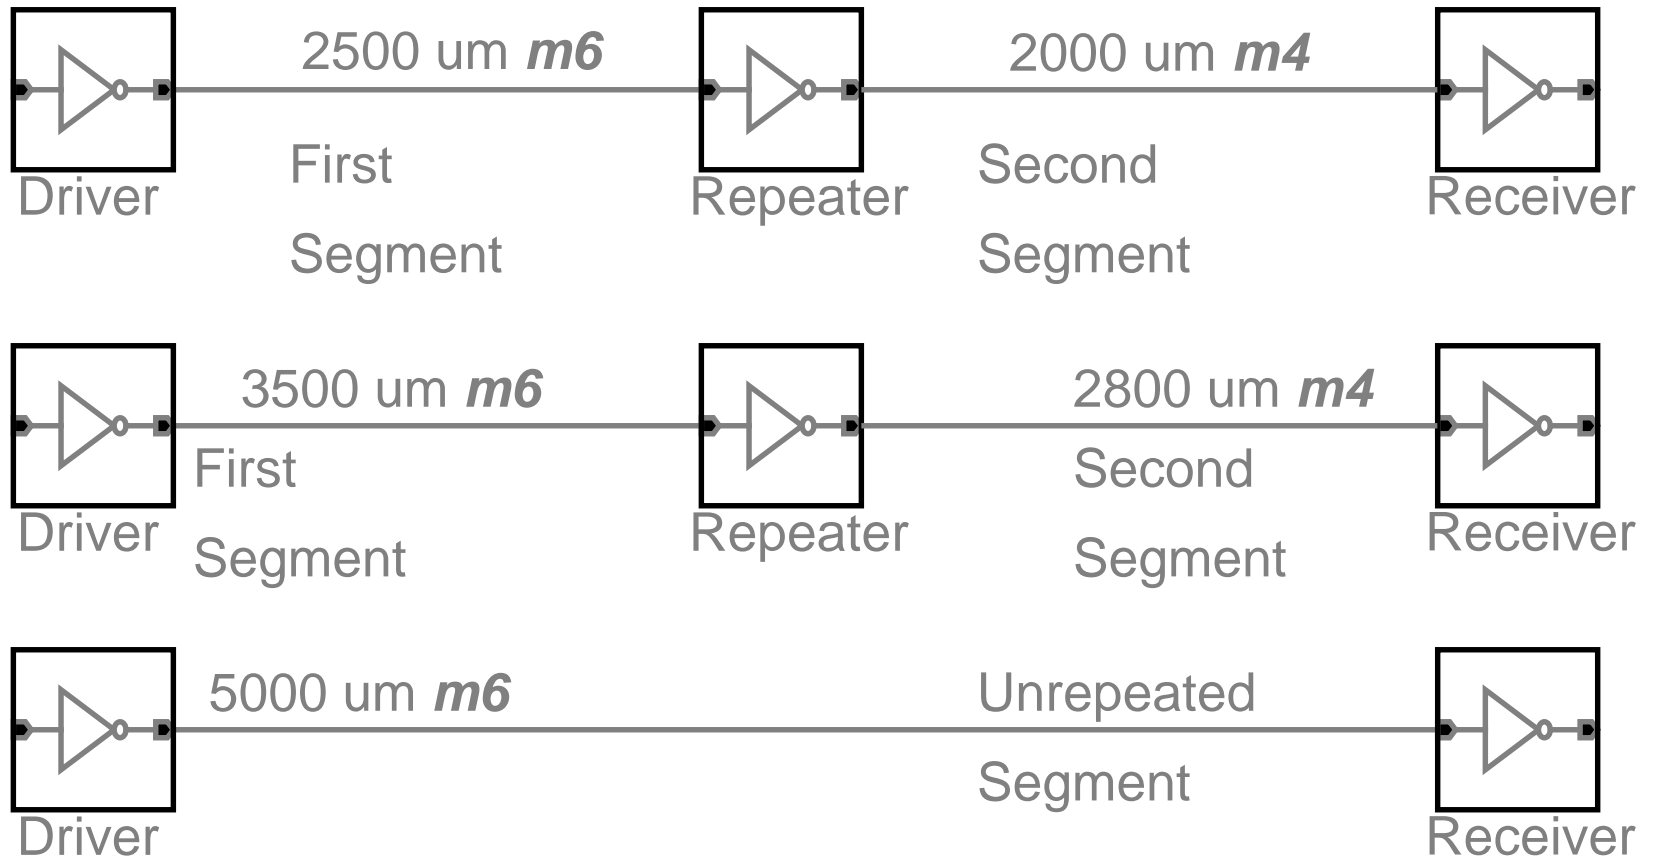 2500 um m6
2000 um m4
First
Segment
Second
Segment
Driver
Repeater
Receiver
3500 um m6
2800 um m4
First
Segment
Second
Segment
Driver
Repeater
Receiver
5000 um m6
Unrepeated
Segment
Driver
Receiver